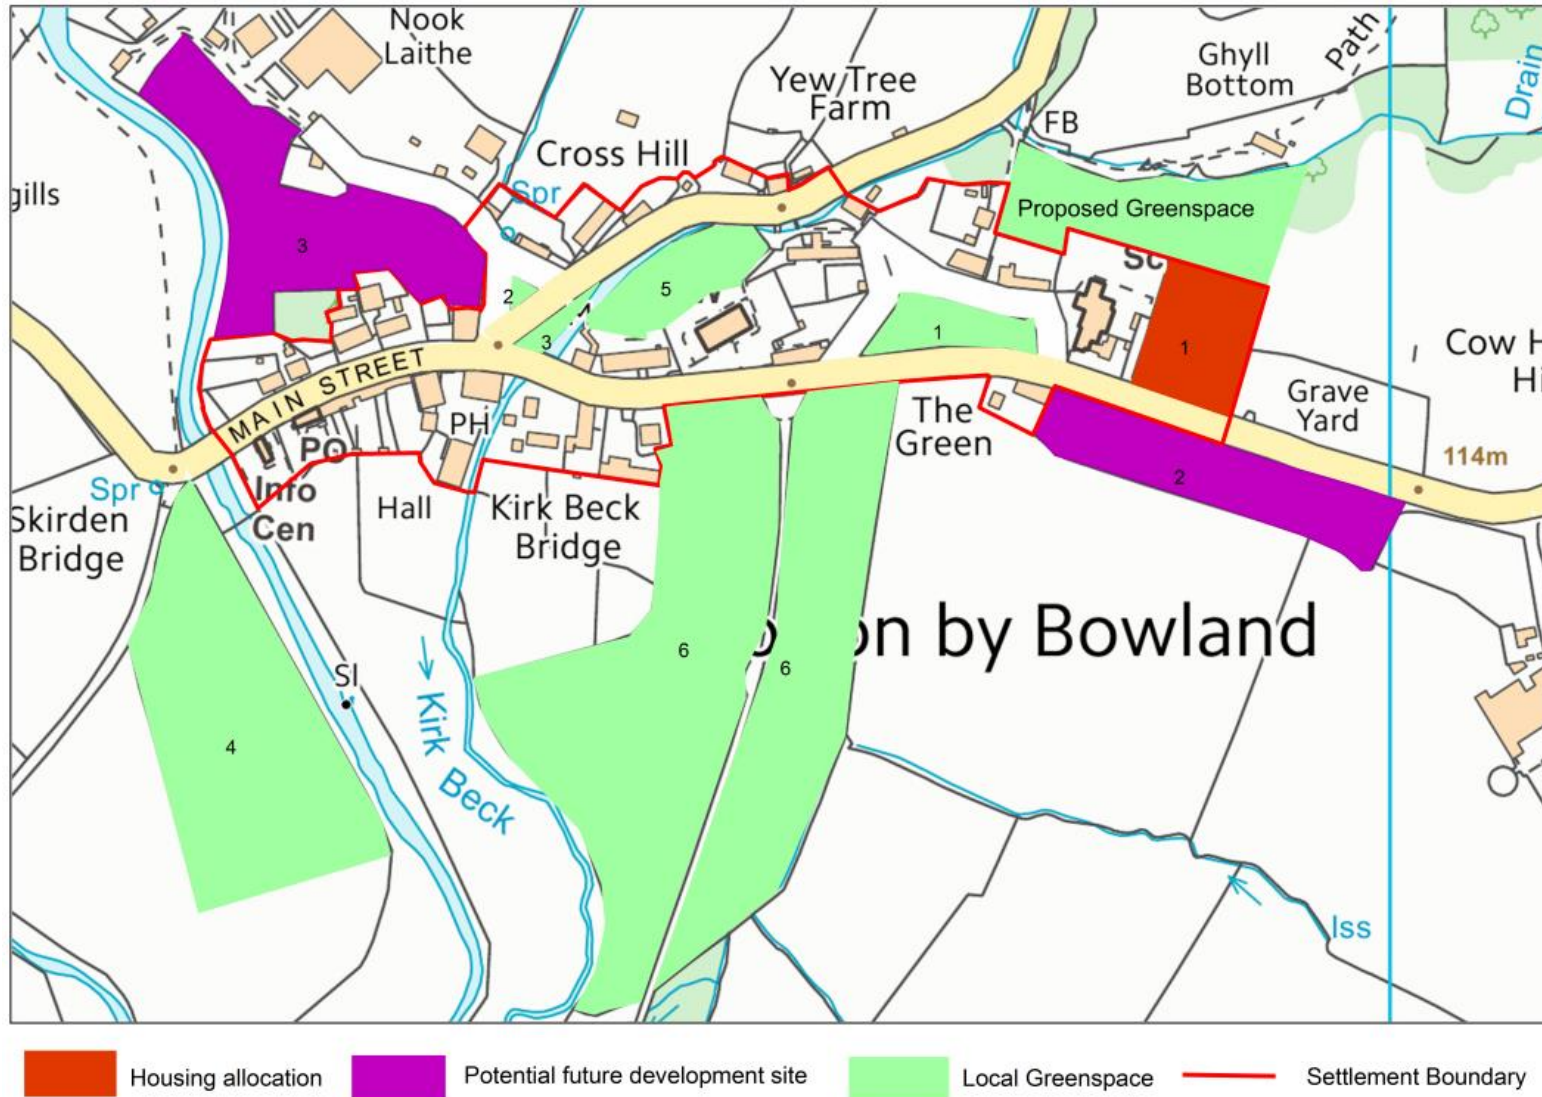 Nook
Laithe
Path
Ghyll
Bottom
Drain
Yew Tree
Farm
FB
Cross Hill
gills
Spr
Proposed Greenspace
3
Sc
5
2
3
1
1
Cow H
Hi
MAIN STREET
Grave
Yard
PH
The
Green
PO
114m
Spr
Info
Cen
Hall
Kirk Beck
Bridge
2
Skirden
Bridge
on by Bowland
6
6
SI
4
Kirk Beck
Iss
Housing allocation
Potential future development site
Local Greenspace
Settlement Boundary